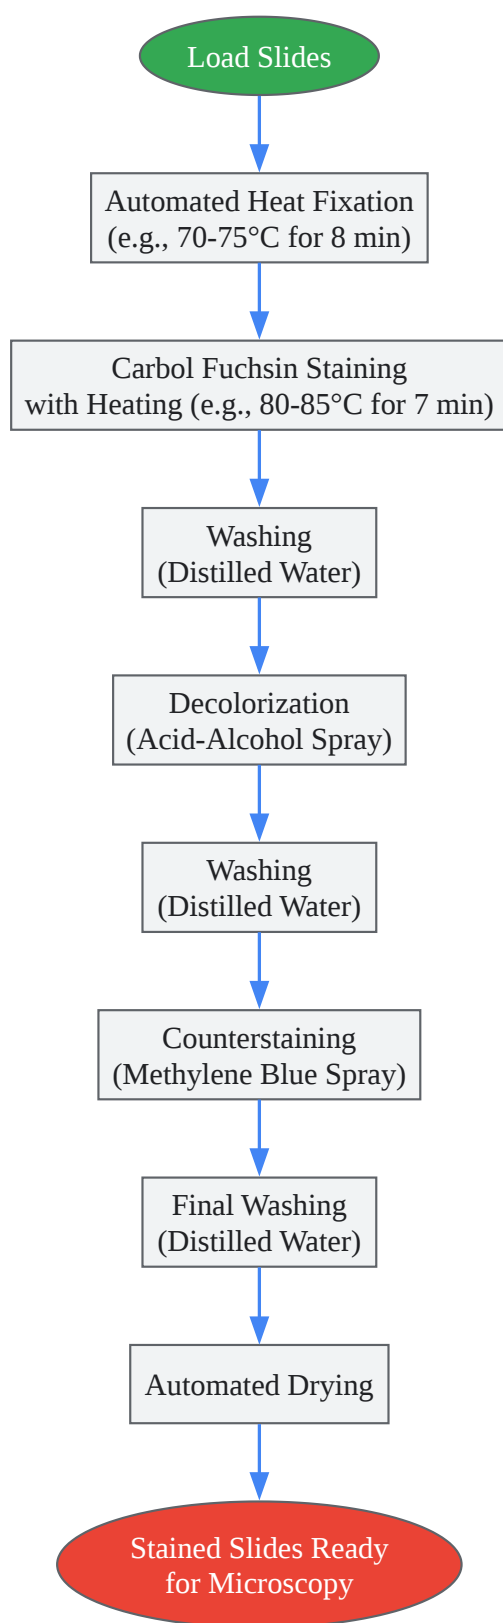 Load Slides
Automated Heat Fixation
(e.g., 70-75°C for 8 min)
Carbol Fuchsin Staining
with Heating (e.g., 80-85°C for 7 min)
Washing
(Distilled Water)
Decolorization
(Acid-Alcohol Spray)
Washing
(Distilled Water)
Counterstaining
(Methylene Blue Spray)
Final Washing
(Distilled Water)
Automated Drying
Stained Slides Ready
for Microscopy